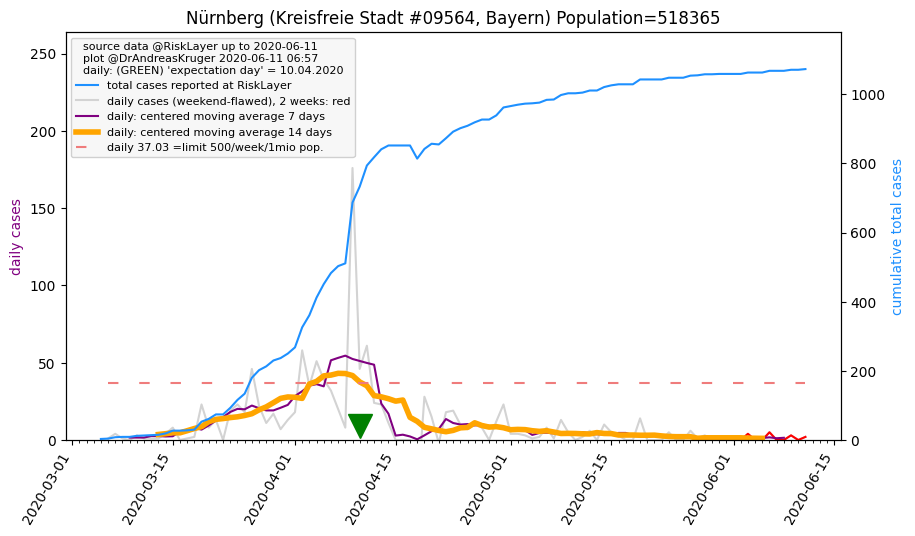 Nürnberg (Kreisfreie Stadt #09564, Bayern) Population=518365
source data @RiskLayer up to 2020-06-11
plot @DrAndreasKruger 2020-06-11 06:57
daily: (GREEN) 'expectation day' = 10.04.2020
total cases reported at RiskLayer
daily cases (weekend-flawed), 2 weeks: red
daily: centered moving average 7 days
daily: centered moving average 14 days
daily 37.03 =limit 500/week/1mio pop.
daily cases
250
200
150
100
50
0
1000
800
600
400
200
0
cumulative total cases
2020-03-01
2020-03-15
2020-04-01
2020-04-15
2020-05-01
2020-05-15
2020-06-01
2020-06-15